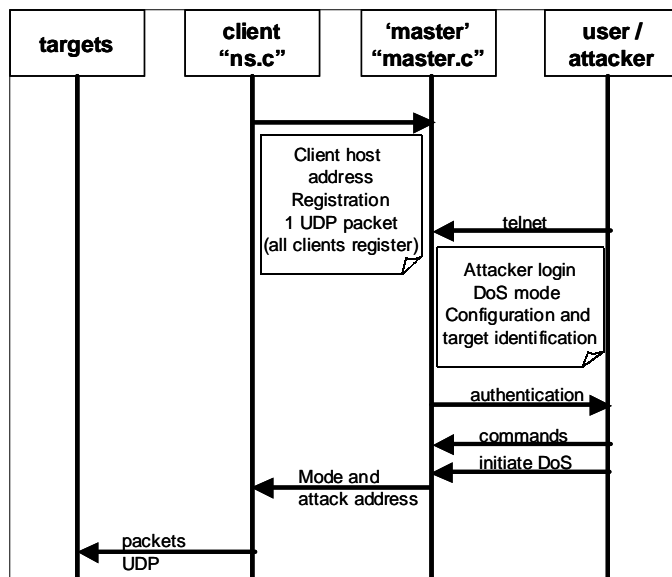 targets
client
“ns.c”
‘master’
“master.c”
user /
attacker
Client host
address
Registration
1 UDP packet
(all clients register)
telnet
Attacker login
DoS mode
Configuration and
target identification
authentication
commands
initiate DoS
Mode and
attack address
packets
UDP